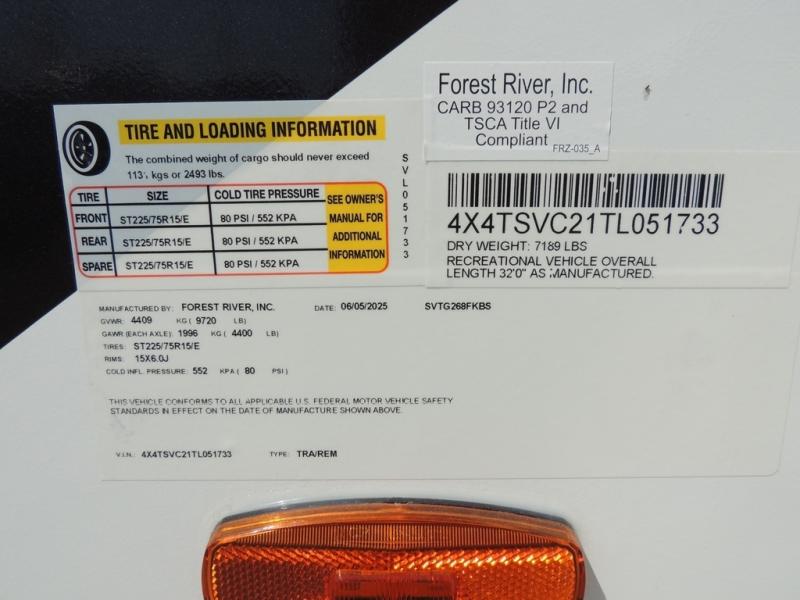 Forest River, Inc.
CARB 93120 P2 and
TSCA Title VI
Compliant
FRZ-035_A
TIRE AND LOADING INFORMATION
The combined weight of cargo should never exceed
kgs or 2493 lbs.
SVL051733
TIRE SIZE COLD TIRE PRESSURE
FRONT ST225/75R15/E 80 PSI / 552 KPA
REAR ST225/75R15/E 80 PSI / 552 KPA
SPARE ST225/75R15/E 80 PSI / 552 KPA
SEE OWNER'S
MANUAL FOR
ADDITIONAL
INFORMATION
4X4TSVC21TL051733
DRY WEIGHT: 7189 LBS
RECREATIONAL VEHICLE OVERALL
LENGTH 32'0" AS MANUFACTURED.
MANUFACTURED BY: FOREST RIVER, INC. DATE: 06/05/2025 SVTG268FKBS
GVWR: 4409 KG ( 9720 LB)
GAWR (EACH AXLE): 1996 KG ( 4400 LB)
TIRES: ST225/75R15/E
RIMS: 15X6.0J
COLD INFL. PRESSURE: 552 KPA ( 80 PSI )
THIS VEHICLE CONFORMS TO ALL APPLICABLE U.S. FEDERAL MOTOR VEHICLE SAFETY
STANDARDS IN EFFECT ON THE DATE OF MANUFACTURE SHOWN ABOVE.
V.I.N.: 4X4TSVC21TL051733 TYPE: TRA/REM